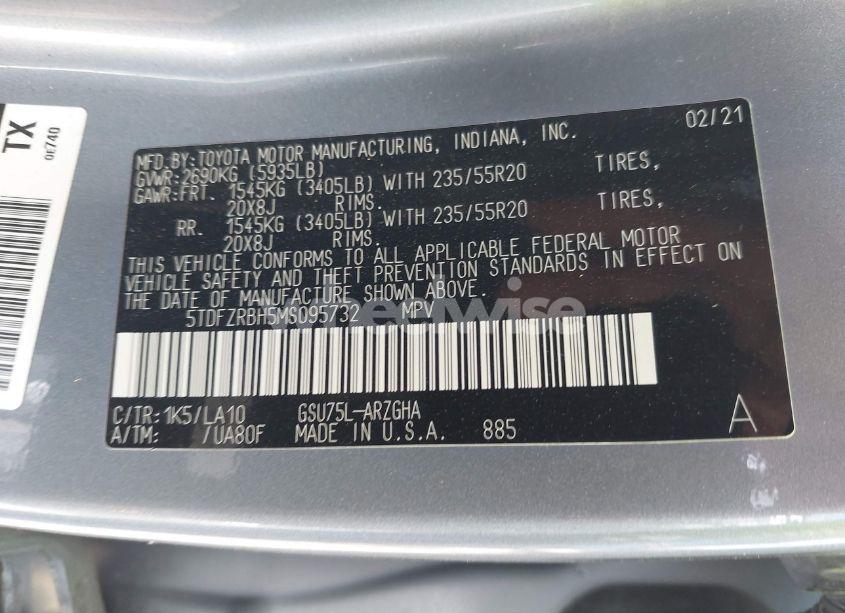 TX
0E740
02/21
MFD.BY:TOYOTA MOTOR MANUFACTURING, INDIANA, INC.
GVWR:2690KG (5935LB)
GAWR:FRT. 1545KG (3405LB) WITH 235/55R20 TIRES,
20X8J RIMS.
RR. 1545KG (3405LB) WITH 235/55R20 TIRES,
20X8J RIMS.
THIS VEHICLE CONFORMS TO ALL APPLICABLE FEDERAL MOTOR
VEHICLE SAFETY AND THEFT PREVENTION STANDARDS IN EFFECT ON
THE DATE OF MANUFACTURE SHOWN ABOVE.
5TDFZRBH5MS095732 MPV
C/TR:1K5/LA10 GSU75L-ARZGHA
A/TM: /UA80F MADE IN U.S.A. 885
A